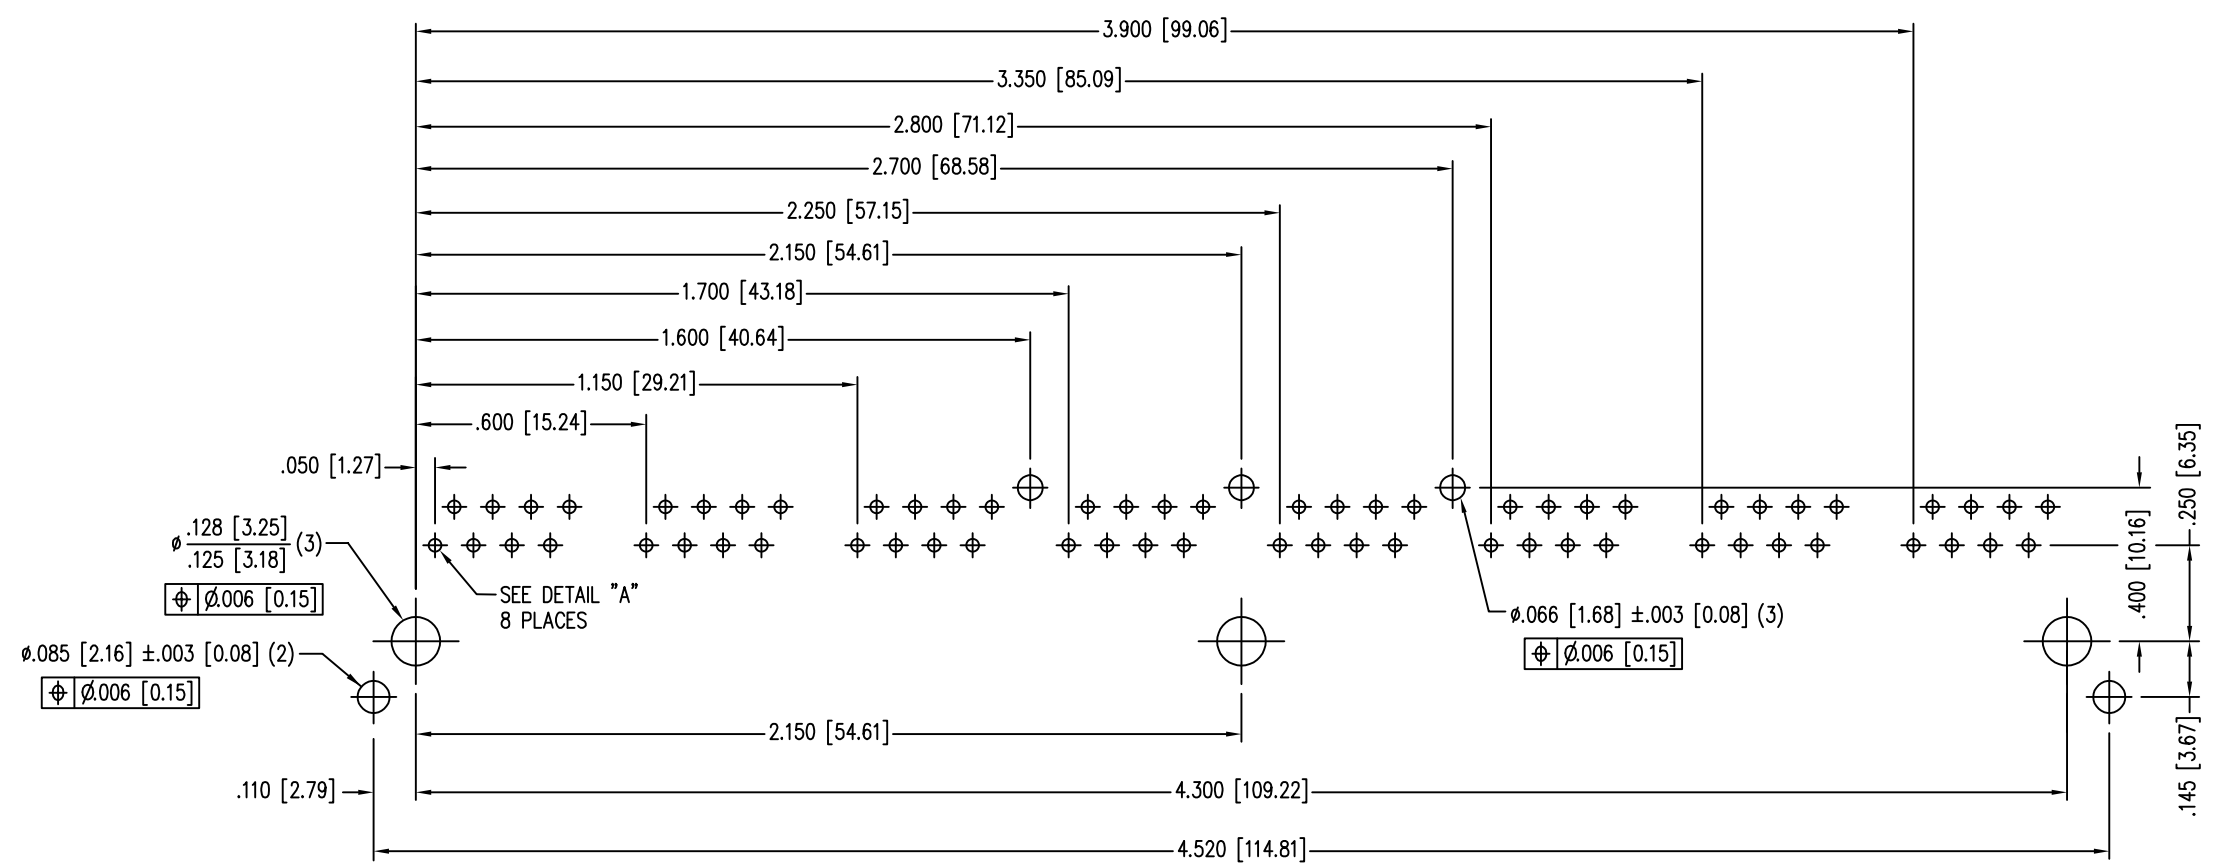 3.900 [99.06]
3.350 [85.09]
2.800 [71.12]
2.700 [68.58]
2.250 [57.15]
2.150 [54.61]
1.700 [43.18]
1.600 [40.64]
1.150 [29.21]
.600 [15.24]
.050 [1.27]
.250 [6.35]
.400 [10.16]
ø .128 [3.25]
.125 [3.18] (3)
⌖ Ø.006 [0.15]
SEE DETAIL "A"
8 PLACES
ø.066 [1.68] ±.003 [0.08] (3)
⌖ Ø.006 [0.15]
ø.085 [2.16] ±.003 [0.08] (2)
⌖ Ø.006 [0.15]
2.150 [54.61]
.145 [3.67]
.110 [2.79]
4.300 [109.22]
4.520 [114.81]